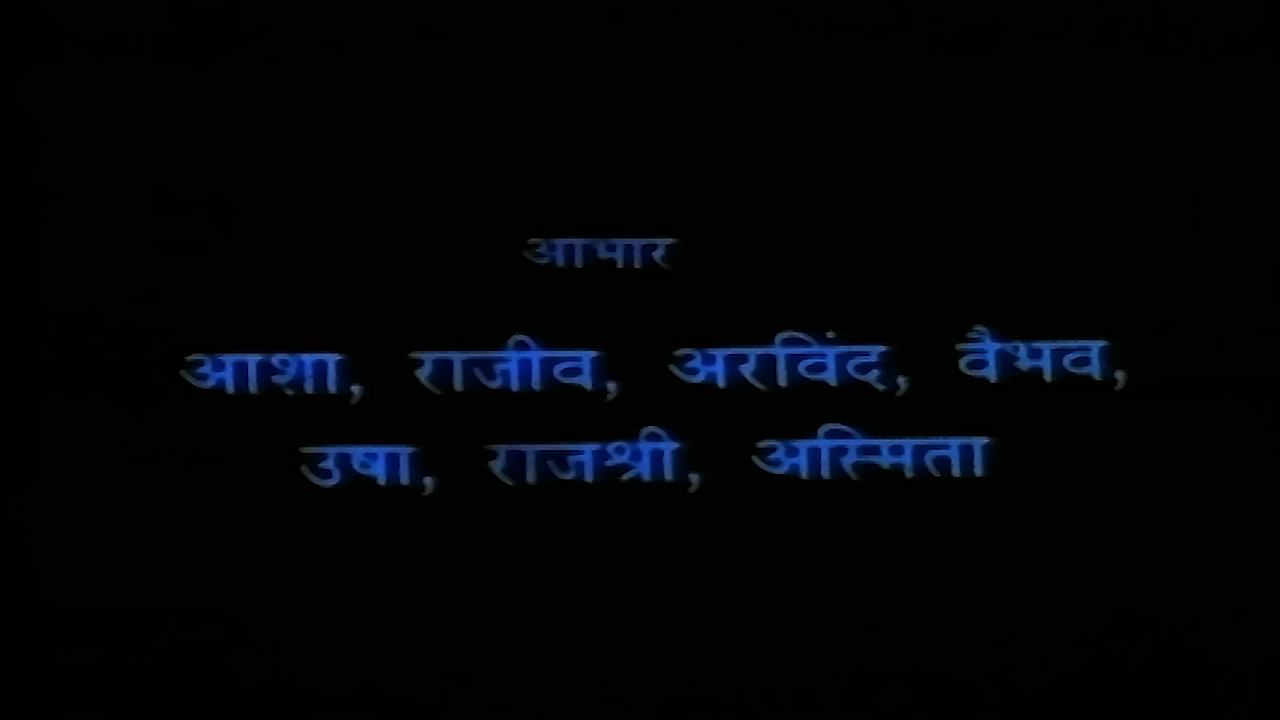 आभार
आशा, राजीव, अरविंद, वैभव,
उषा, राजश्री, अस्मिता